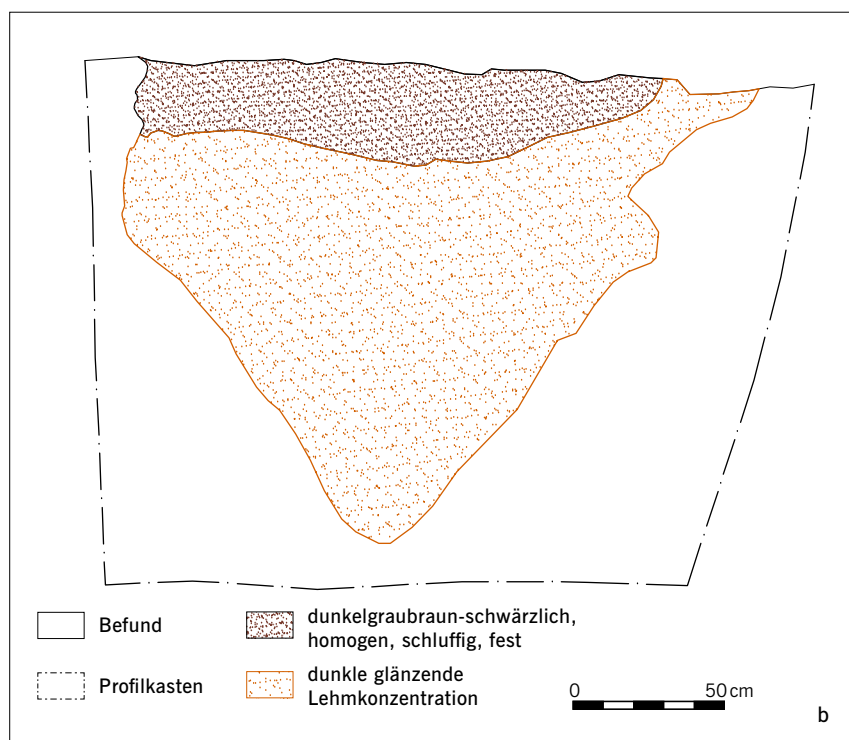 Befund
dunkelgraubraun-schwärzlich,
homogen, schluffig, fest
Profilkasten
dunkle glänzende
Lehmkonzentration
0 50 cm
b